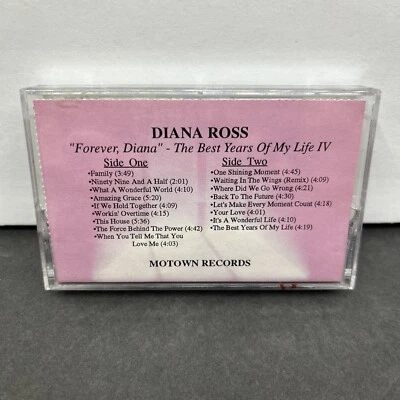 DIANA ROSS
"Forever, Diana" - The Best Years Of My Life IV
Side One
•Family (3:49)
•Ninety Nine And A Half (2:01)
•What A Wonderful World (4:10)
•Amazing Grace (5:20)
•If We Hold Together (4:09)
•Workin' Overtime (4:15)
•This House (5:36)
•The Force Behind The Power (4:42)
•When You Tell Me That You
Love Me (4:03)
Side Two
•One Shining Moment (4:45)
•Waiting In The Wings (Remix) (4:09)
•Where Did We Go Wrong (4:21)
•Back To The Future (4:30)
•Let's Make Every Moment Count (4:18)
•Your Love (4:01)
•It's A Wonderful Life (4:10)
•The Best Years Of My Life (4:19)
MOTOWN RECORDS